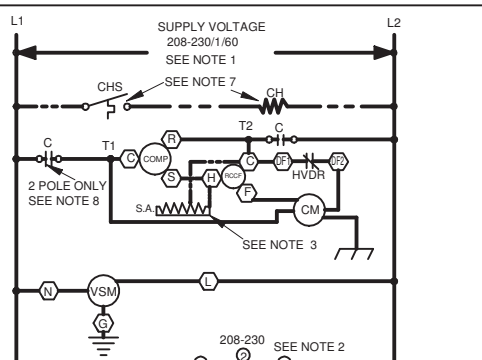 L1
L2
SUPPLY VOLTAGE
208-230/1/60
SEE NOTE 1
SEE NOTE 7
CHS
CH
C
T1
T2
C
R
C
COMP
S
H
C
RCCF
F
DF1
HVDR
DF2
2 POLE ONLY
SEE NOTE 8
S.A.
CM
SEE NOTE 3
N
VSM
L
G
208-230
SEE NOTE 2
2